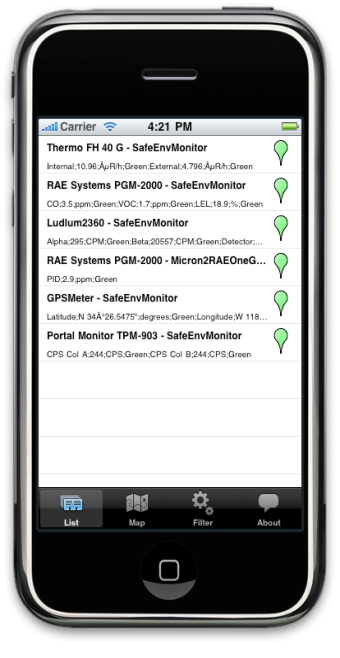 Carrier 4:21 PM
Thermo FH 40 G - SafeEnvMonitor
Internal;10.96;ÂµR/h;Green;External;4.796;ÂµR/h;Green
RAE Systems PGM-2000 - SafeEnvMonitor
CO;3.5;ppm;Green;VOC;1.7;ppm;Green;LEL;18.9;%;Green
Ludlum2360 - SafeEnvMonitor
Alpha;295;CPM;Green;Beta;20557;CPM;Green;Detector;...
RAE Systems PGM-2000 - Micron2RAEOneG...
PID;2.9;ppm;Green
GPSMeter - SafeEnvMonitor
Latitude;N 34Â°26.5475";degrees;Green;Longitude;W 118...
Portal Monitor TPM-903 - SafeEnvMonitor
CPS Col A;244;CPS;Green;CPS Col B;244;CPS;Green
List Map Filter About